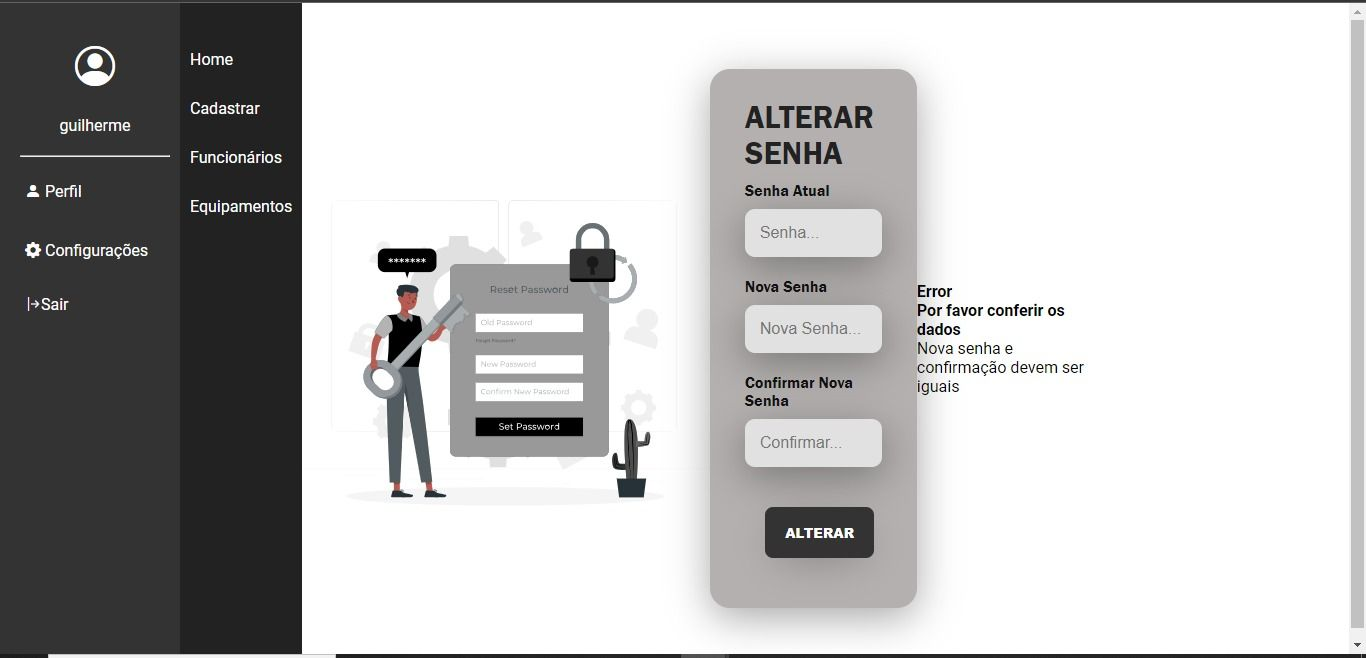 guilherme
Perfil
Configurações
Sair
Home
Cadastrar
Funcionários
Equipamentos
*******
Reset Password
Old Password
Forgot Password?
New Password
Confirm New Password
Set Password
ALTERAR
SENHA
Senha Atual
Senha...
Nova Senha
Nova Senha...
Confirmar Nova
Senha
Confirmar...
ALTERAR
Error
Por favor conferir os
dados
Nova senha e
confirmação devem ser
iguais